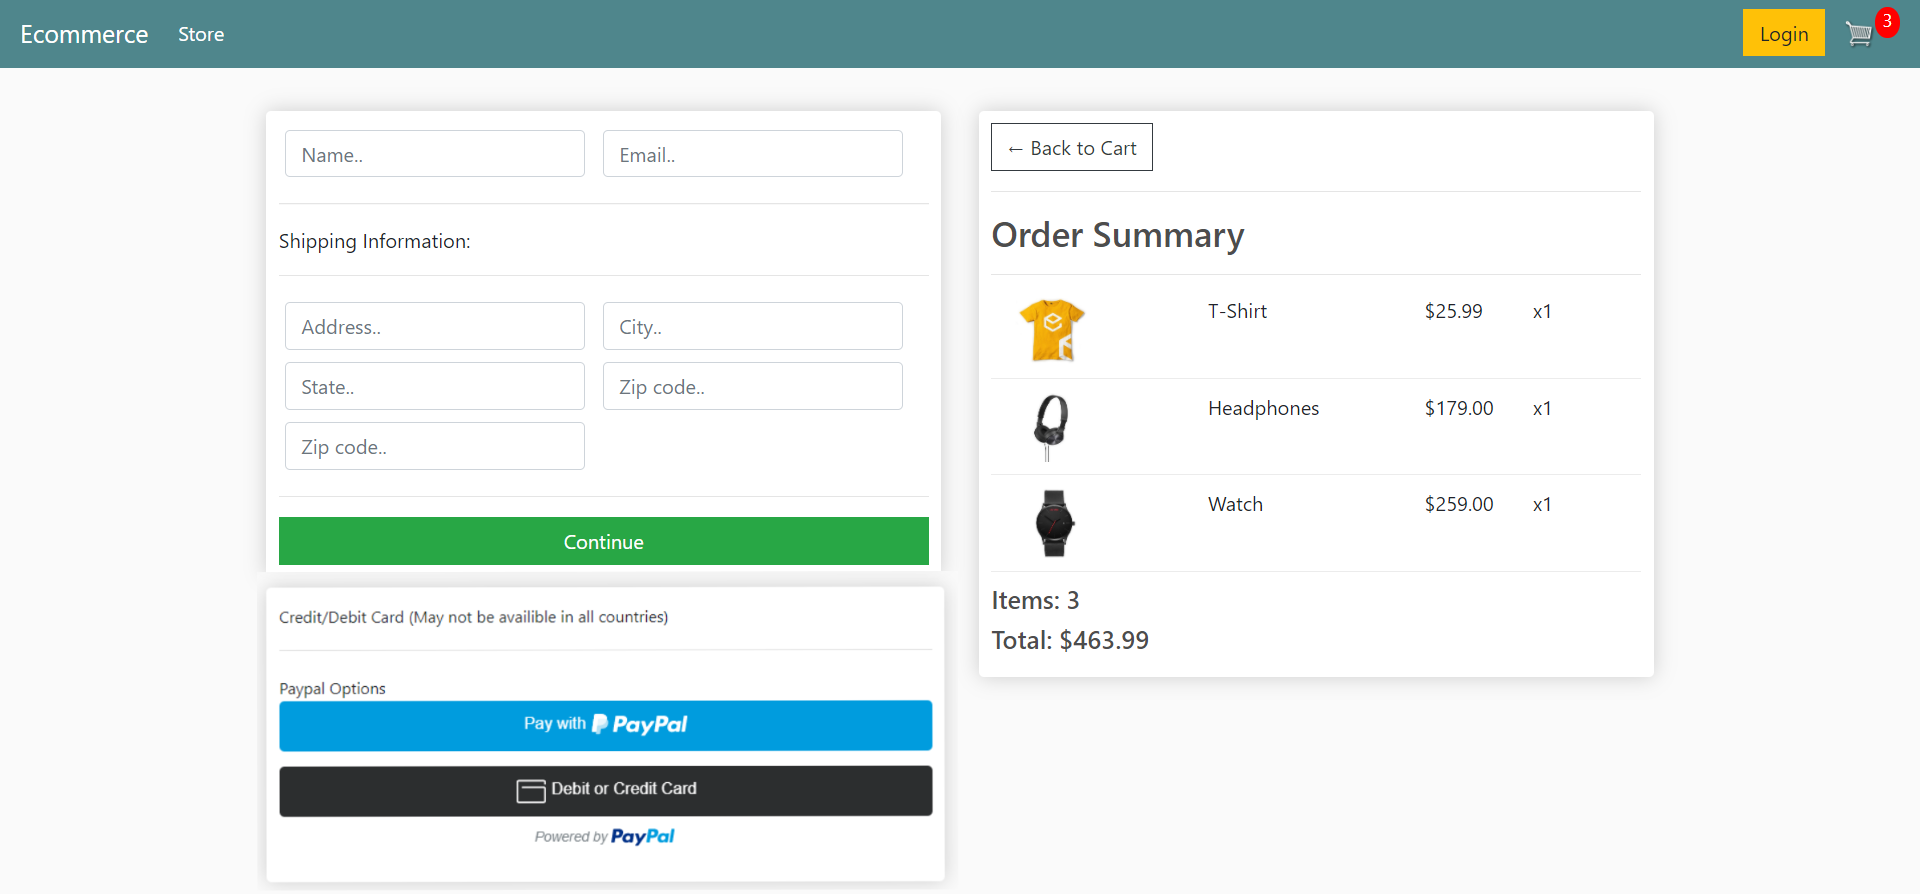 Ecommerce Store Login 3
Name.. Email..
Shipping Information:
Address.. City..
State.. Zip code..
Zip code..
Continue
Credit/Debit Card (May not be availible in all countries)
Paypal Options
Pay with PayPal
Debit or Credit Card
Powered by PayPal
← Back to Cart
Order Summary
T-Shirt $25.99 x1
Headphones $179.00 x1
Watch $259.00 x1
Items: 3
Total: $463.99